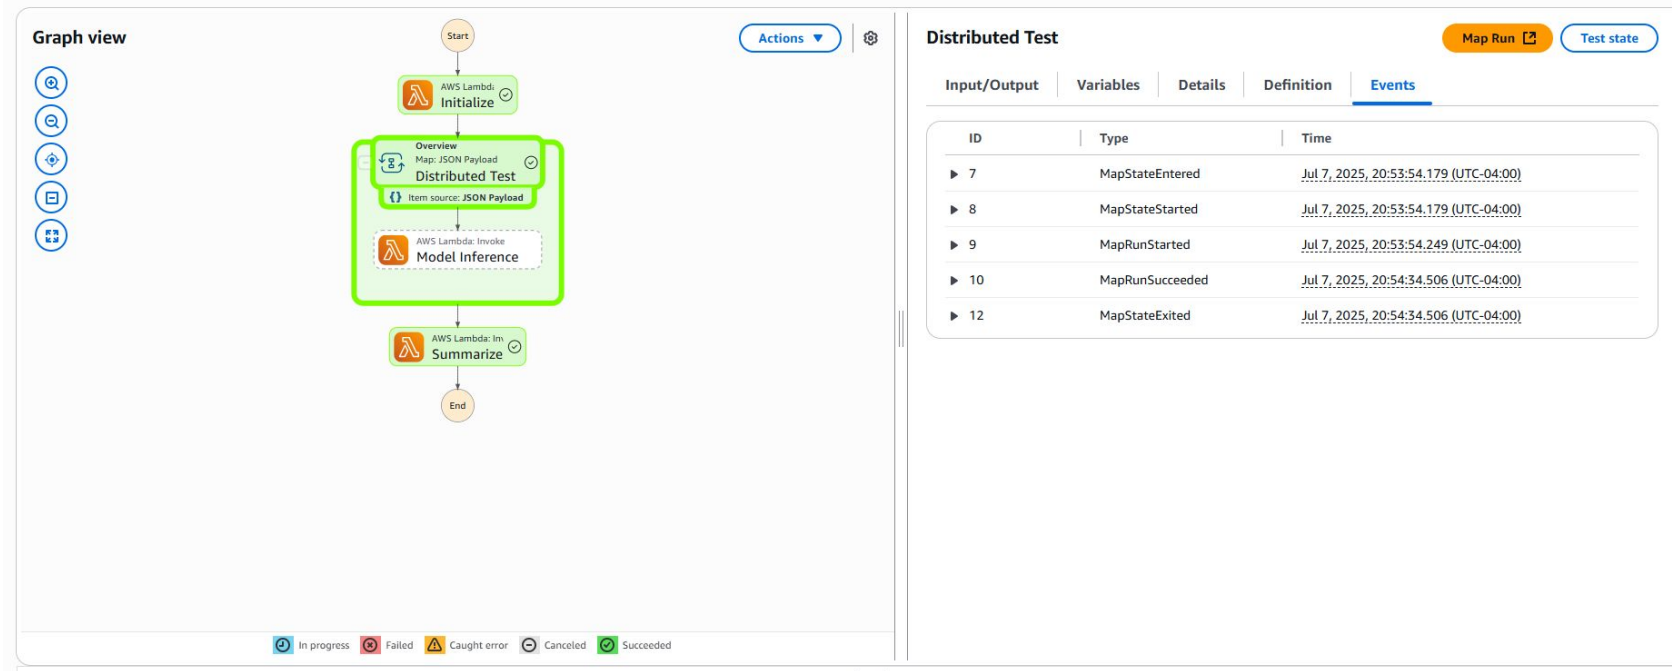 Graph view
Actions
Start
AWS Lambda
Initialize
Overview
Map: JSON Payload
Distributed Test
{} Item source: JSON Payload
AWS Lambda: Invoke
Model Inference
AWS Lambda: Inv
Summarize
End
In progress Failed Caught error Canceled Succeeded
Distributed Test
Map Run
Test state
Input/Output Variables Details Definition Events
ID Type Time
7 MapStateEntered Jul 7, 2025, 20:53:54.179 (UTC-04:00)
8 MapStateStarted Jul 7, 2025, 20:53:54.179 (UTC-04:00)
9 MapRunStarted Jul 7, 2025, 20:53:54.249 (UTC-04:00)
10 MapRunSucceeded Jul 7, 2025, 20:54:34.506 (UTC-04:00)
12 MapStateExited Jul 7, 2025, 20:54:34.506 (UTC-04:00)